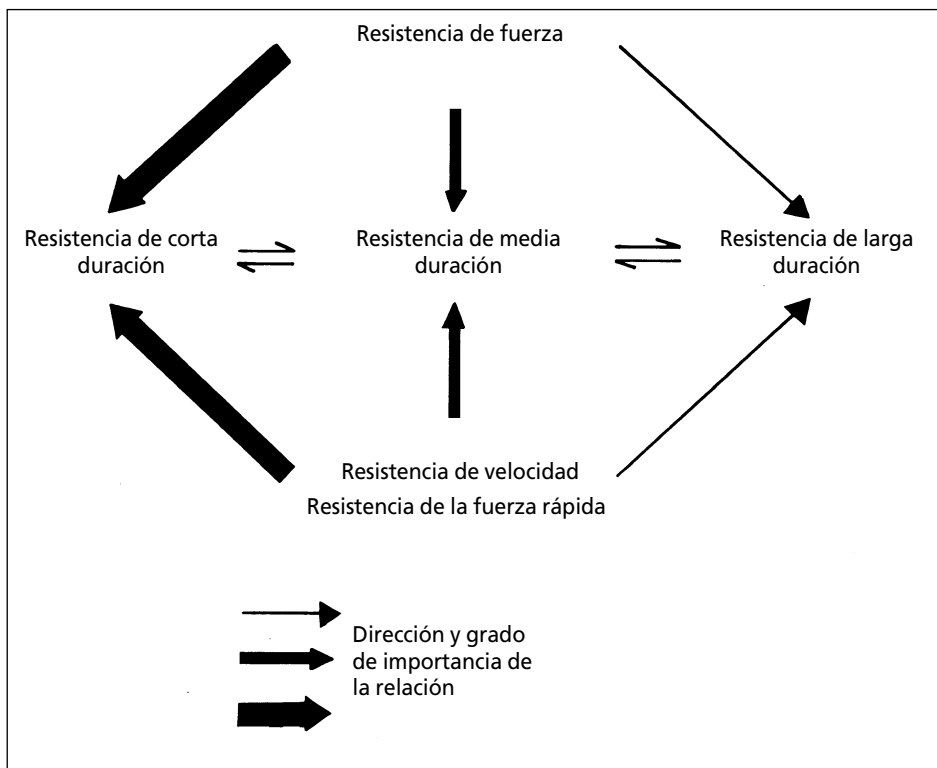 Resistencia de fuerza
Resistencia de corta
duración
Resistencia de media
duración
Resistencia de larga
duración
Resistencia de velocidad
Resistencia de la fuerza rápida
Dirección y grado
de importancia de
la relación